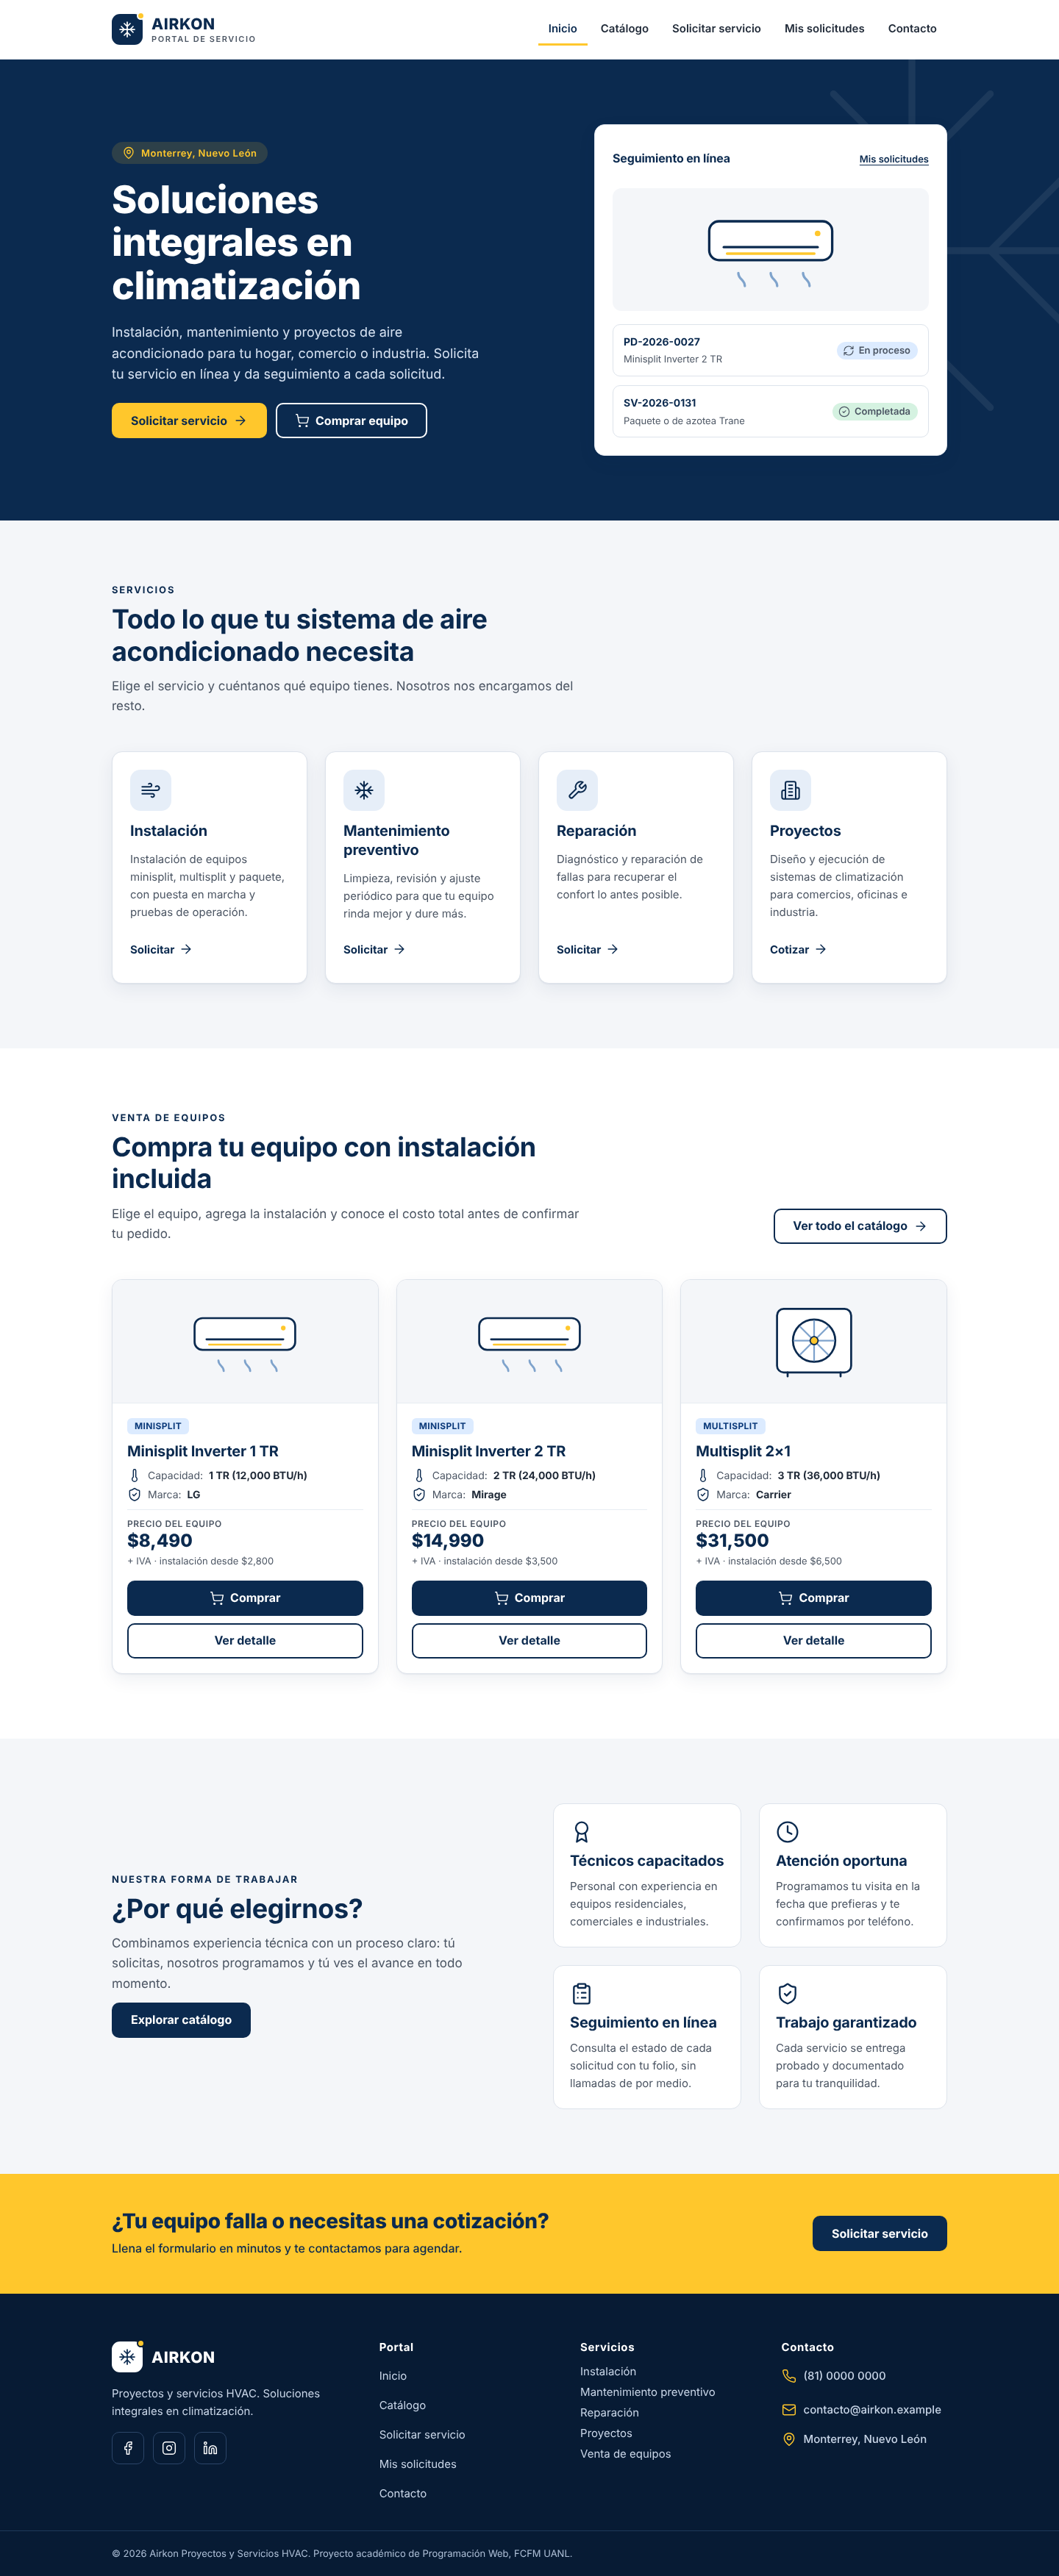 AIRKON
PORTAL DE SERVICIO
Inicio
Catálogo
Solicitar servicio
Mis solicitudes
Contacto
Monterrey, Nuevo León
Soluciones
integrales en
climatización
Instalación, mantenimiento y proyectos de aire
acondicionado para tu hogar, comercio o industria. Solicita
tu servicio en línea y da seguimiento a cada solicitud.
Solicitar servicio
Comprar equipo
Seguimiento en línea
Mis solicitudes
PD-2026-0027
Minisplit Inverter 2 TR
En proceso
SV-2026-0131
Paquete o de azotea Trane
Completada
SERVICIOS
Todo lo que tu sistema de aire
acondicionado necesita
Elige el servicio y cuéntanos qué equipo tienes. Nosotros nos encargamos del
resto.
Instalación
Instalación de equipos
minisplit, multisplit y paquete,
con puesta en marcha y
pruebas de operación.
Solicitar
Mantenimiento
preventivo
Limpieza, revisión y ajuste
periódico para que tu equipo
rinda mejor y dure más.
Solicitar
Reparación
Diagnóstico y reparación de
fallas para recuperar el
confort lo antes posible.
Solicitar
Proyectos
Diseño y ejecución de
sistemas de climatización
para comercios, oficinas e
industria.
Cotizar
VENTA DE EQUIPOS
Compra tu equipo con instalación
incluida
Elige el equipo, agrega la instalación y conoce el costo total antes de confirmar
tu pedido.
Ver todo el catálogo
MINISPLIT
Minisplit Inverter 1 TR
Capacidad: 1 TR (12,000 BTU/h)
Marca: LG
PRECIO DEL EQUIPO
$8,490
+ IVA · instalación desde $2,800
Comprar
Ver detalle
MINISPLIT
Minisplit Inverter 2 TR
Capacidad: 2 TR (24,000 BTU/h)
Marca: Mirage
PRECIO DEL EQUIPO
$14,990
+ IVA · instalación desde $3,500
Comprar
Ver detalle
MULTISPLIT
Multisplit 2×1
Capacidad: 3 TR (36,000 BTU/h)
Marca: Carrier
PRECIO DEL EQUIPO
$31,500
+ IVA · instalación desde $6,500
Comprar
Ver detalle
NUESTRA FORMA DE TRABAJAR
¿Por qué elegirnos?
Combinamos experiencia técnica con un proceso claro: tú
solicitas, nosotros programamos y tú ves el avance en todo
momento.
Explorar catálogo
Técnicos capacitados
Personal con experiencia en
equipos residenciales,
comerciales e industriales.
Atención oportuna
Programamos tu visita en la
fecha que prefieras y te
confirmamos por teléfono.
Seguimiento en línea
Consulta el estado de cada
solicitud con tu folio, sin
llamadas de por medio.
Trabajo garantizado
Cada servicio se entrega
probado y documentado
para tu tranquilidad.
¿Tu equipo falla o necesitas una cotización?
Llena el formulario en minutos y te contactamos para agendar.
Solicitar servicio
AIRKON
Proyectos y servicios HVAC. Soluciones
integrales en climatización.
Portal
Inicio
Catálogo
Solicitar servicio
Mis solicitudes
Contacto
Servicios
Instalación
Mantenimiento preventivo
Reparación
Proyectos
Venta de equipos
Contacto
(81) 0000 0000
contacto@airkon.example
Monterrey, Nuevo León
© 2026 Airkon Proyectos y Servicios HVAC. Proyecto académico de Programación Web, FCFM UANL.